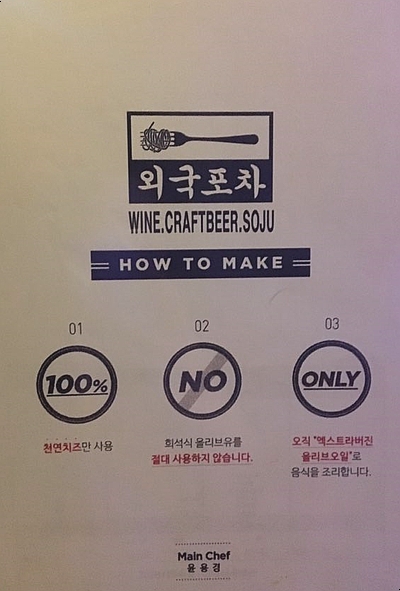 외국포차
WINE.CRAFTBEER.SOJU
HOW TO MAKE
01
100%
천연치즈만 사용
02
NO
희석식 올리브유를
절대 사용하지 않습니다.
03
ONLY
오직 "엑스트라버진
올리브오일"로
음식을 조리합니다.
Main Chef
윤용경